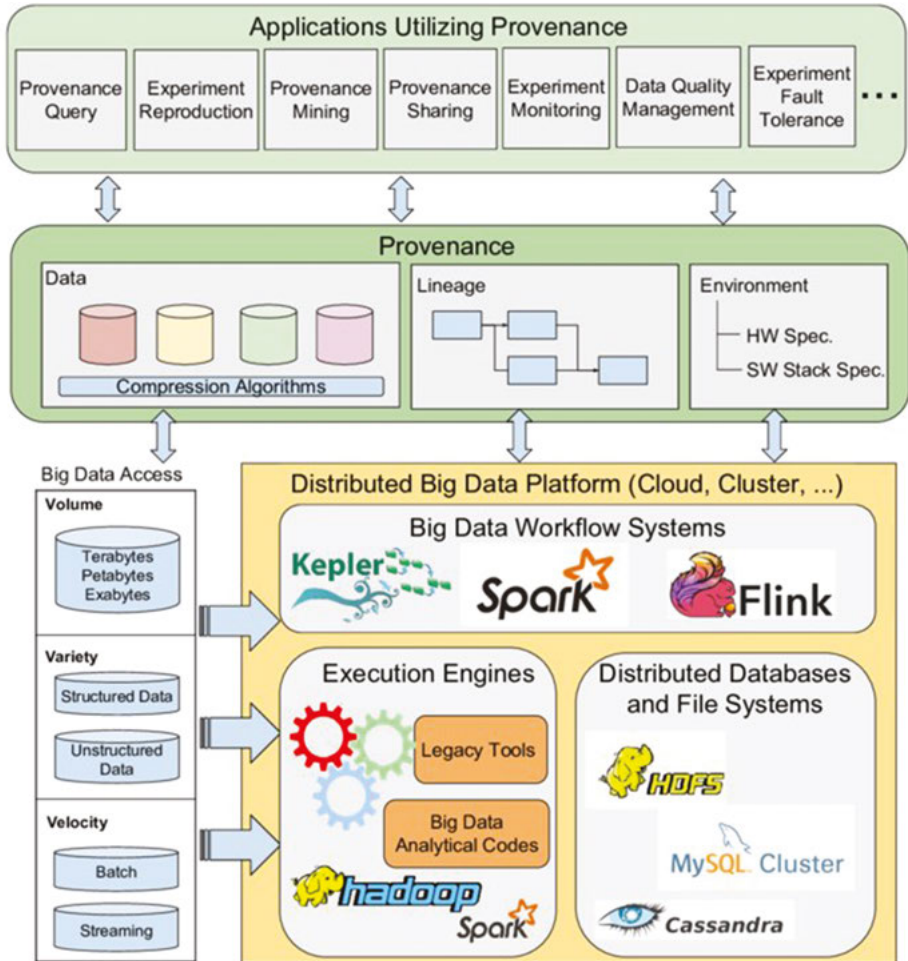 Applications Utilizing Provenance
Provenance
Query
Experiment
Reproduction
Provenance
Mining
Provenance
Sharing
Experiment
Monitoring
Data Quality
Management
Experiment
Fault
Tolerance
...
Provenance
Data
Compression Algorithms
Lineage
Environment
HW Spec.
SW Stack Spec.
Big Data Access
Volume
Terabytes
Petabytes
Exabytes
Variety
Structured Data
Unstructured
Data
Velocity
Batch
Streaming
Distributed Big Data Platform (Cloud, Cluster, ...)
Big Data Workflow Systems
Kepler
Spark
Flink
Execution Engines
Legacy Tools
Big Data
Analytical Codes
hadoop
Spark
Distributed Databases
and File Systems
HDFS
MySQL Cluster
Cassandra